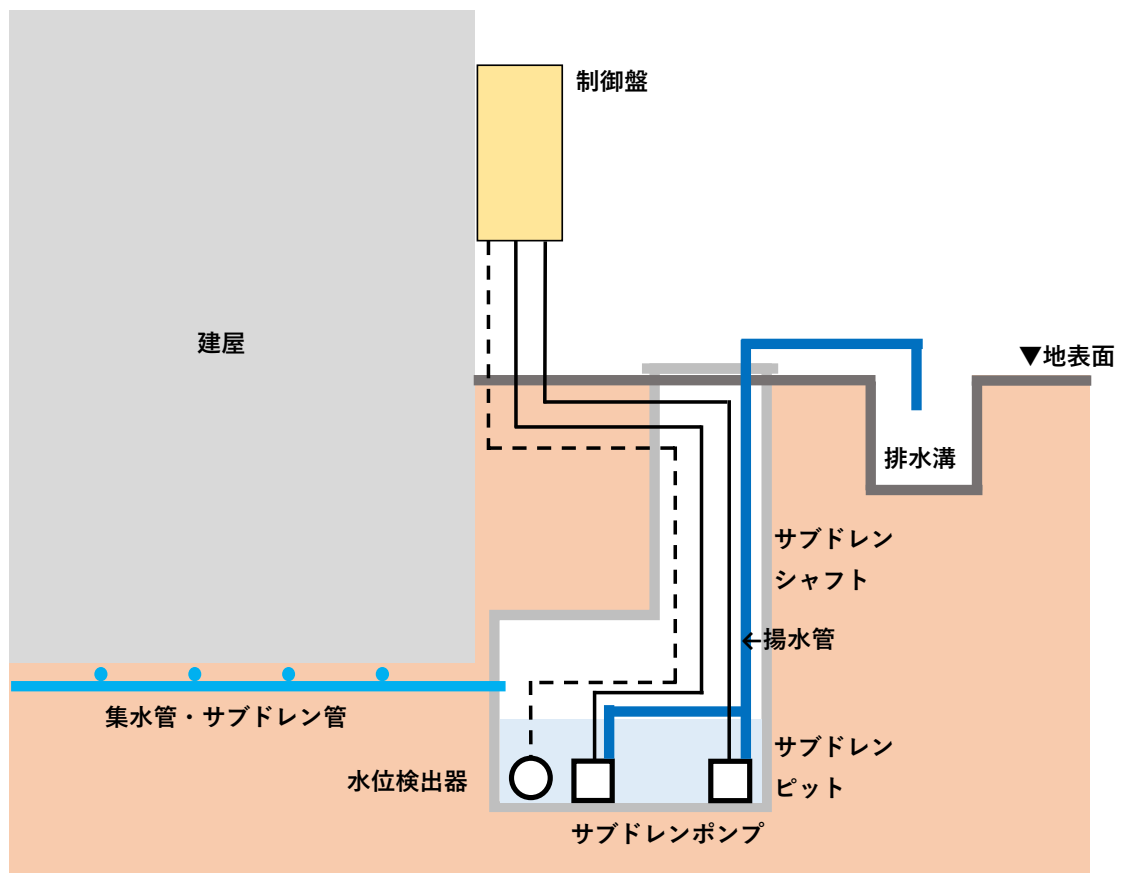 制御盤
建屋
▼地表面
排水溝
サブドレン
シャフト
←揚水管
集水管・サブドレン管
サブドレン
ピット
水位検出器
サブドレンポンプ